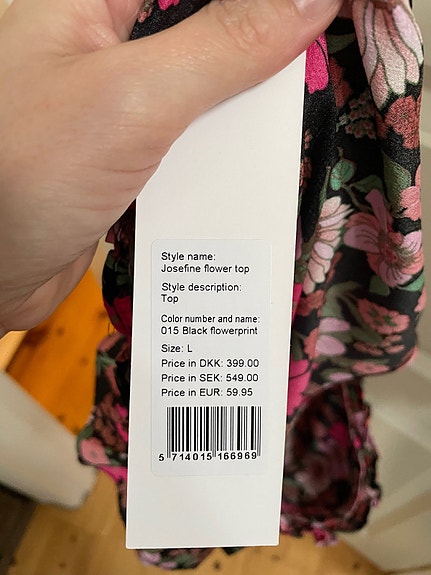 Style name:
Josefine flower top
Style description:
Top
Color number and name:
015 Black flowerprint
Size: L
Price in DKK: 399.00
Price in SEK: 549.00
Price in EUR: 59.95
5 714015 166969